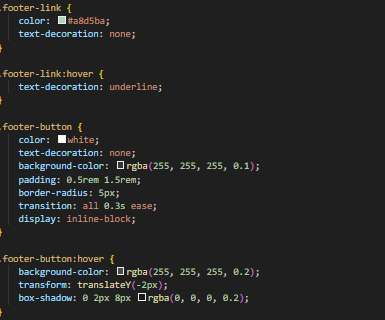 .footer-link {
color: #a8d5ba;
text-decoration: none;
}
.footer-link:hover {
text-decoration: underline;
}
.footer-button {
color: white;
text-decoration: none;
background-color: rgba(255, 255, 255, 0.1);
padding: 0.5rem 1.5rem;
border-radius: 5px;
transition: all 0.3s ease;
display: inline-block;
}
.footer-button:hover {
background-color: rgba(255, 255, 255, 0.2);
transform: translateY(-2px);
box-shadow: 0 2px 8px rgba(0, 0, 0, 0.2);